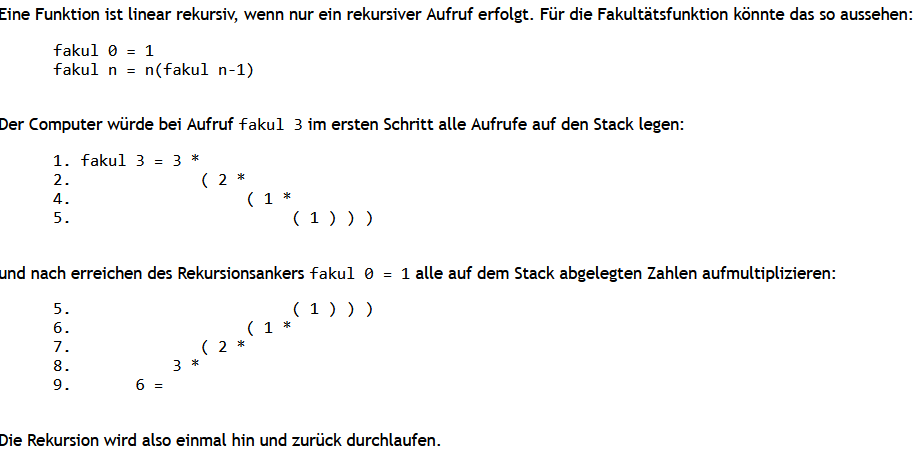 Eine Funktion ist linear rekursiv, wenn nur ein rekursiver Aufruf erfolgt. Für die Fakultätsfunktion könnte das so aussehen:
fakul 0 = 1
fakul n = n(fakul n-1)
Der Computer würde bei Aufruf fakul 3 im ersten Schritt alle Aufrufe auf den Stack legen:
1. fakul 3 = 3 *
2. ( 2 *
4. ( 1 *
5. ( 1 ) ) )
und nach erreichen des Rekursionsankers fakul 0 = 1 alle auf dem Stack abgelegten Zahlen aufmultiplizieren:
5. ( 1 ) ) )
6. ( 1 *
7. ( 2 *
8. 3 *
9. 6 =
Die Rekursion wird also einmal hin und zurück durchlaufen.